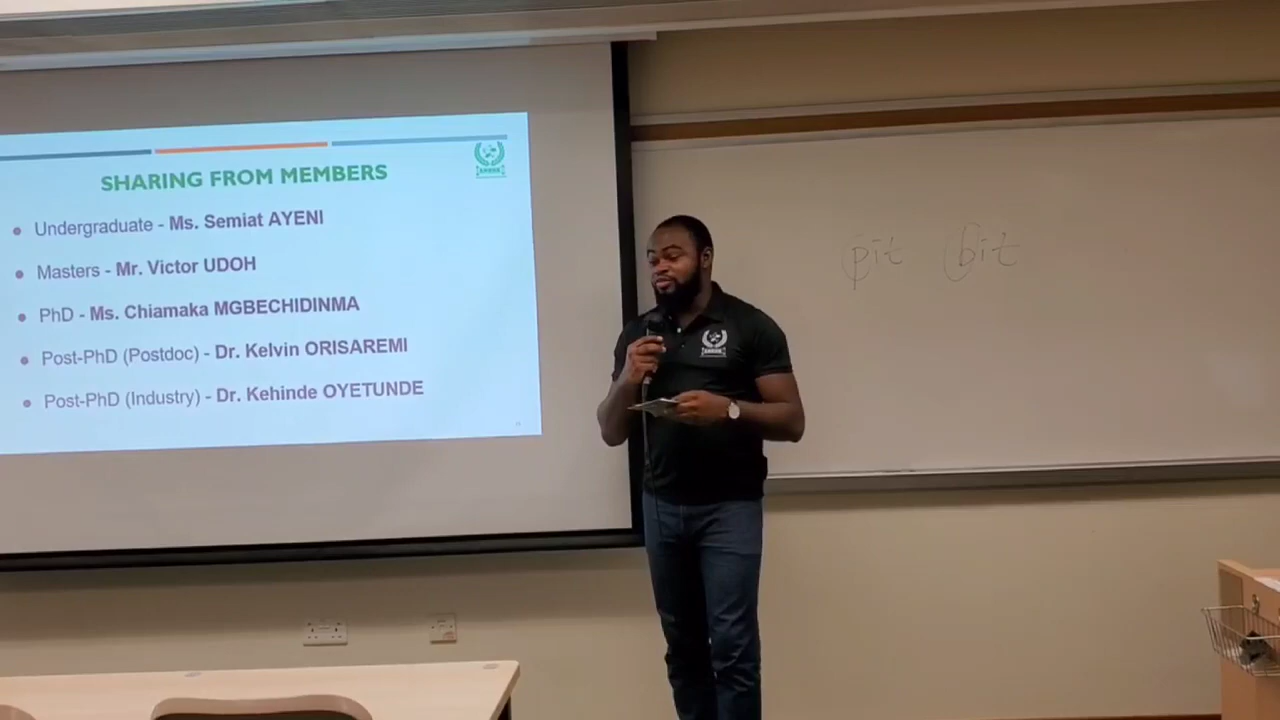 SHARING FROM MEMBERS
• Undergraduate - Ms. Semiat AYENI
• Masters - Mr. Victor UDOH
• PhD - Ms. Chiamaka MGBECHIDINMA
• Post-PhD (Postdoc) - Dr. Kelvin ORISAREMI
• Post-PhD (Industry) - Dr. Kehinde OYETUNDE
pit bit